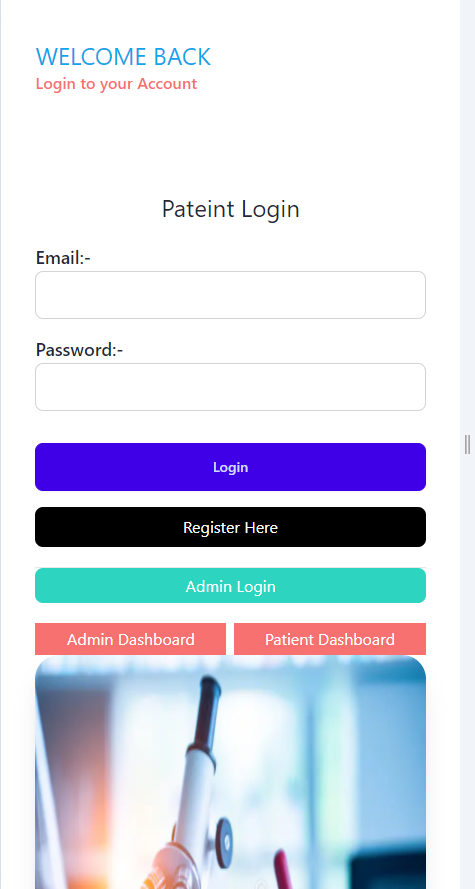 WELCOME BACK
Login to your Account
Pateint Login
Email:-
Password:-
Login
Register Here
Admin Login
Admin Dashboard
Patient Dashboard